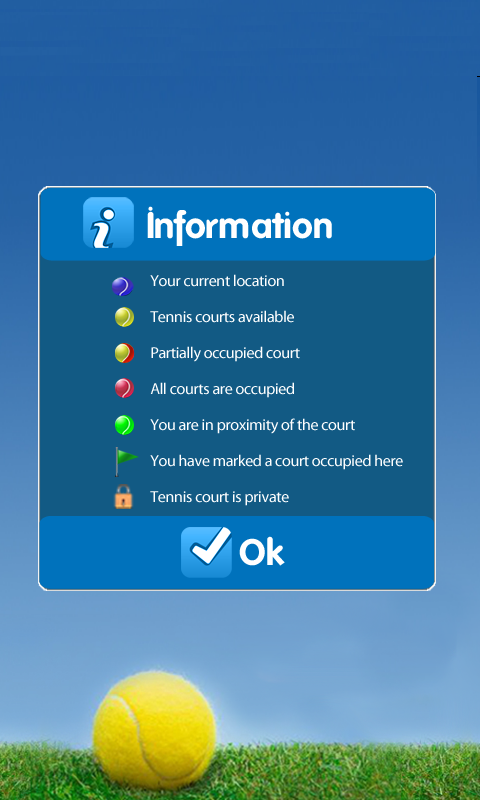 İnformation
Your current location
Tennis courts available
Partially occupied court
All courts are occupied
You are in proximity of the court
You have marked a court occupied here
Tennis court is private
Ok